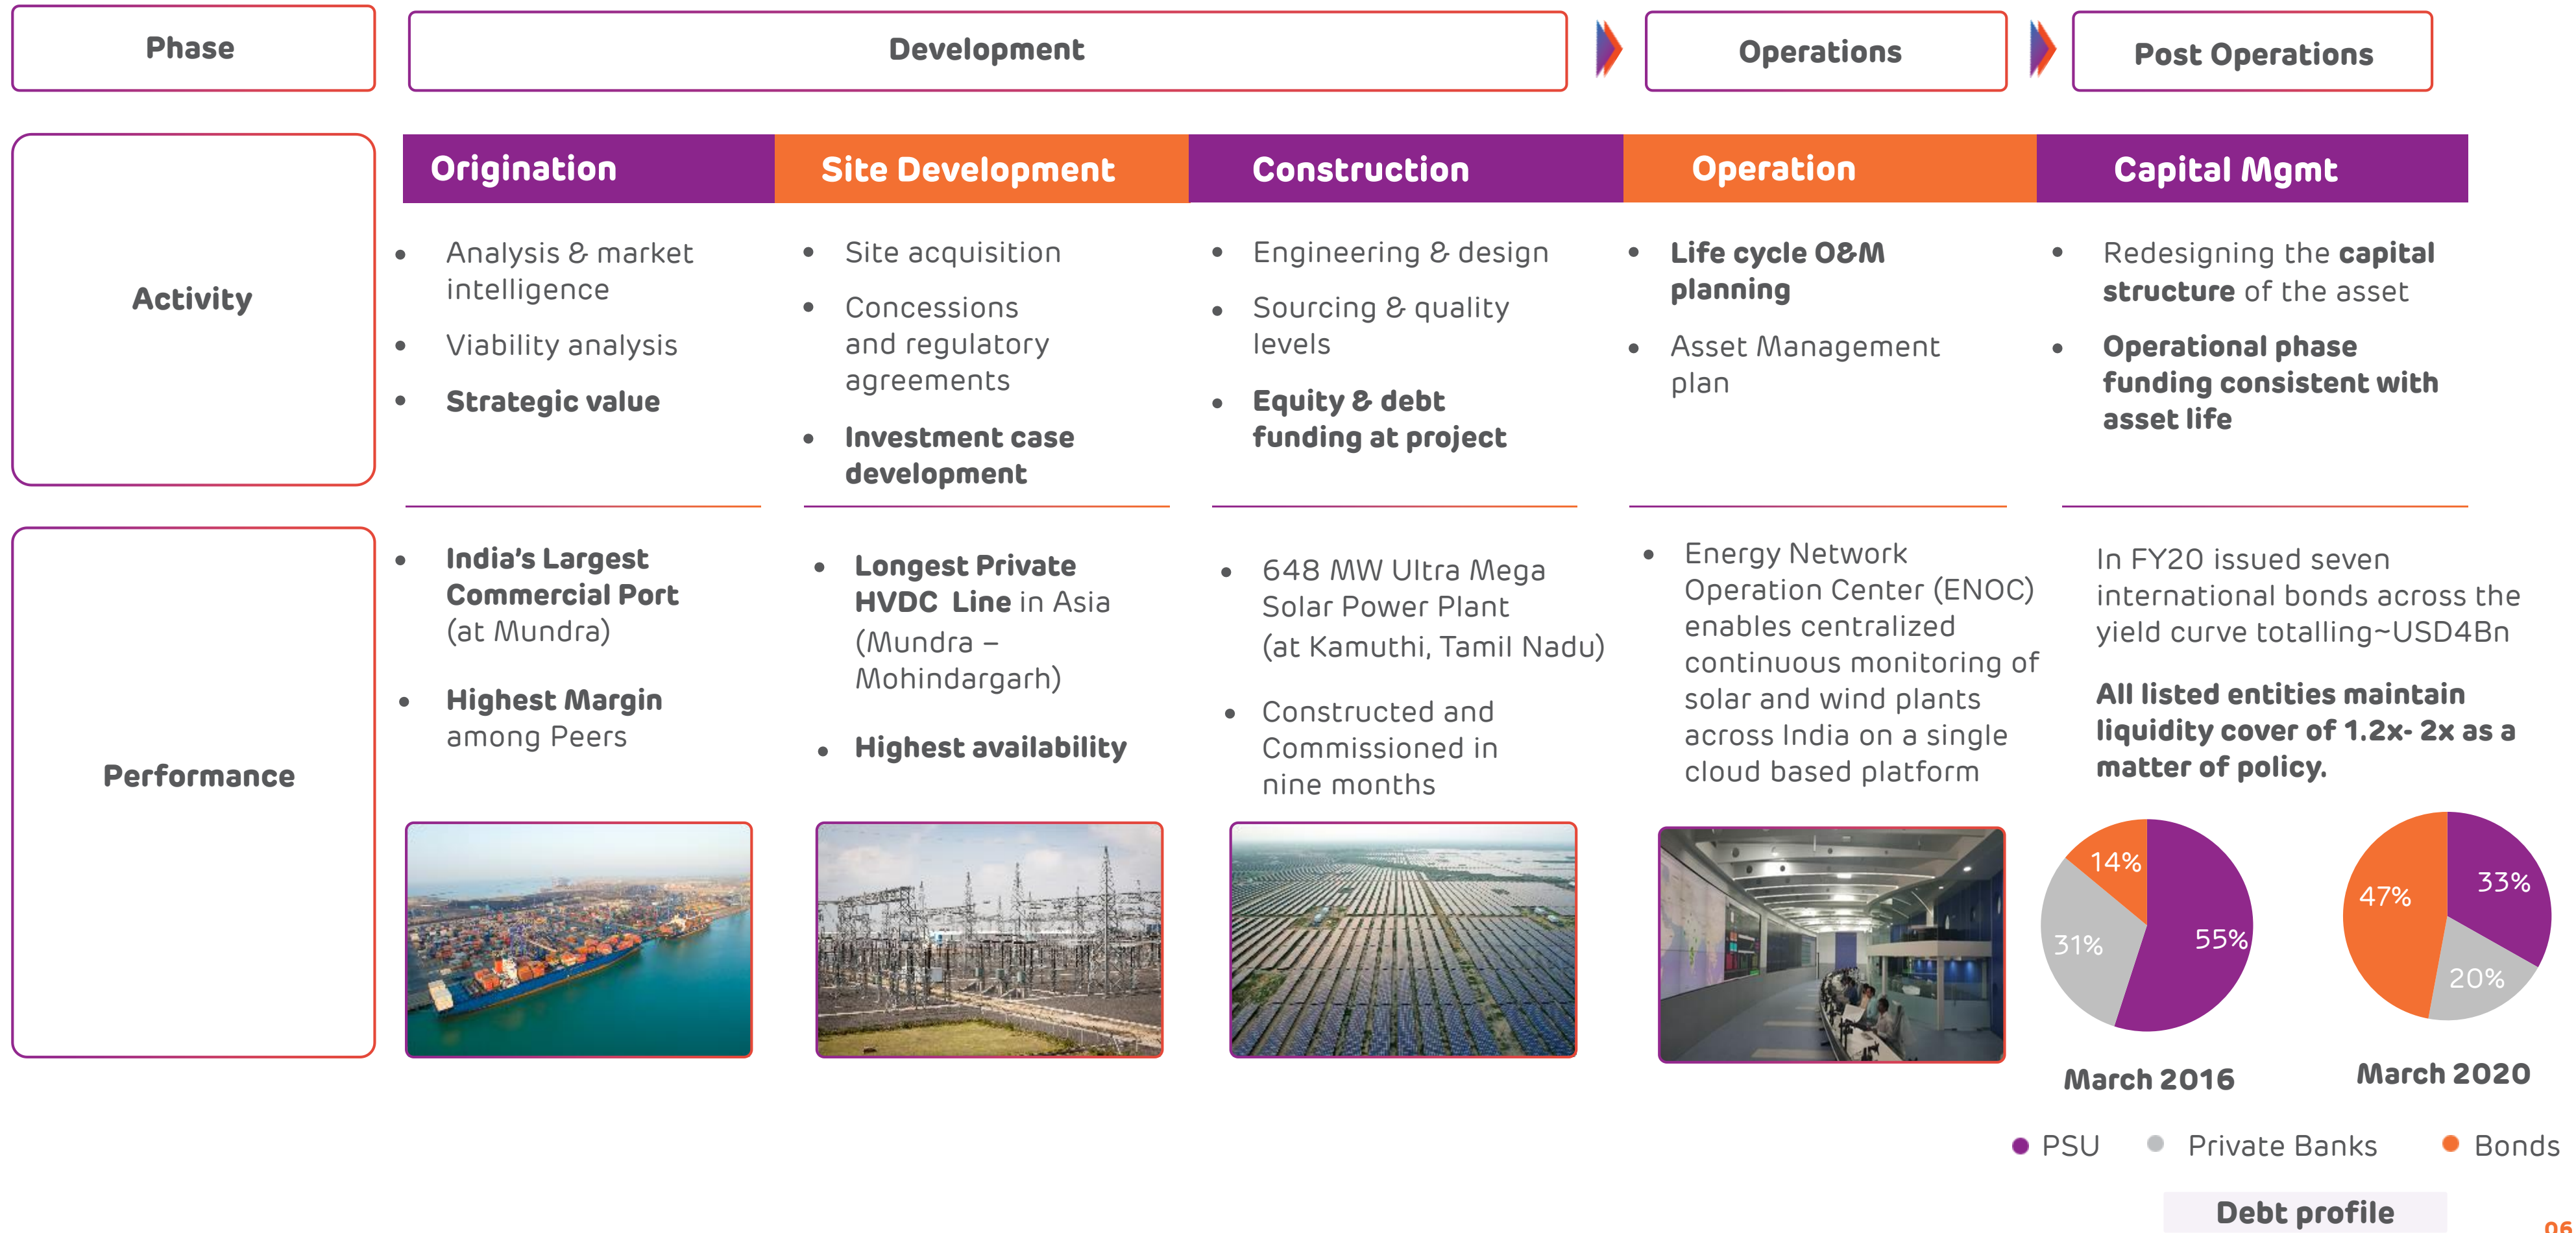 Phase
Development
Operations
Post Operations
Activity
Origination
Site Development
Construction
Operation
Capital Mgmt
• Analysis & market
intelligence
• Viability analysis
• Strategic value
• Site acquisition
• Concessions
and regulatory
agreements
• Investment case
development
• Engineering & design
• Sourcing & quality
levels
• Equity & debt
funding at project
• Life cycle O&M
planning
• Asset Management
plan
• Redesigning the capital
structure of the asset
• Operational phase
funding consistent with
asset life
Performance
• India's Largest
Commercial Port
(at Mundra)
• Highest Margin
among Peers
• Longest Private
HVDC Line in Asia
(Mundra –
Mohindargarh)
• Highest availability
• 648 MW Ultra Mega
Solar Power Plant
(at Kamuthi, Tamil Nadu)
• Constructed and
Commissioned in
nine months
• Energy Network
Operation Center (ENOC)
enables centralized
continuous monitoring of
solar and wind plants
across India on a single
cloud based platform
In FY20 issued seven
international bonds across the
yield curve totalling~USD4Bn
All listed entities maintain
liquidity cover of 1.2x- 2x as a
matter of policy.
14%
31%
55%
March 2016
47%
33%
20%
March 2020
PSU
Private Banks
Bonds
Debt profile
06